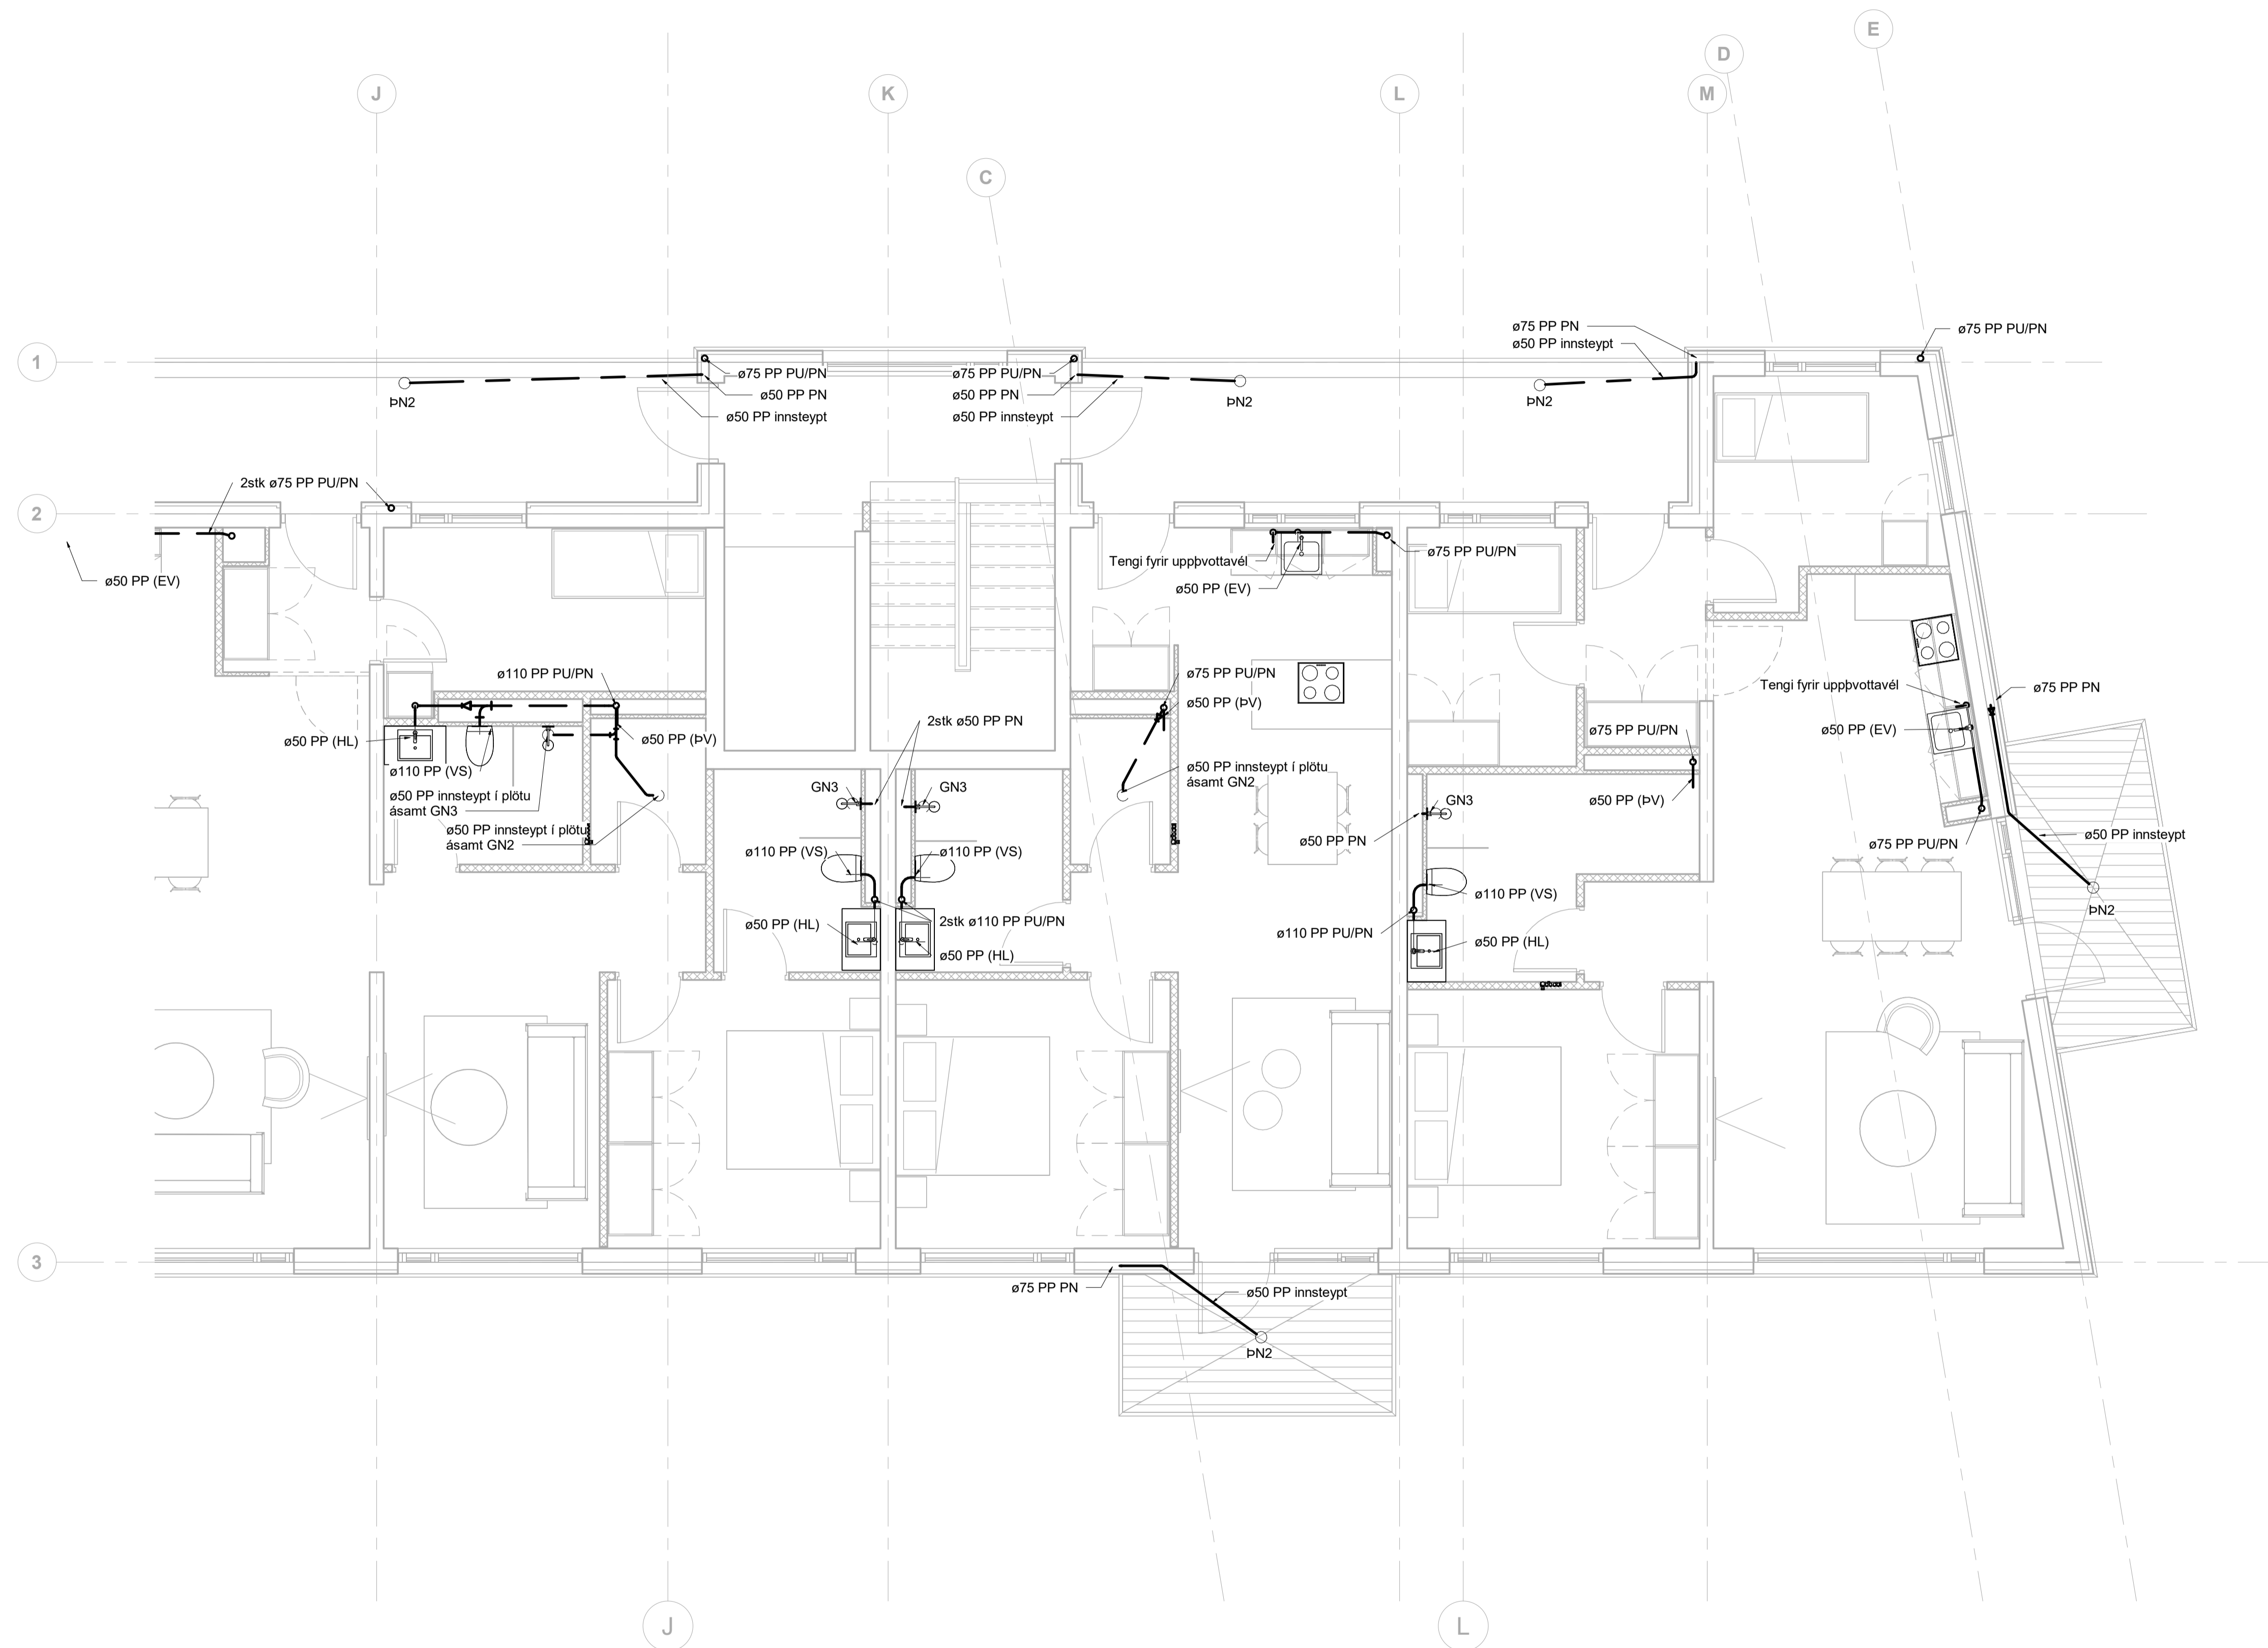 E
D
J
K
L
M
C
ø75 PP PN
ø50 PP innsteypt
ø75 PP PU/PN
1
ø75 PP PU/PN
ø75 PP PU/PN
ø50 PP PN
ø50 PP PN
ÞN2
ÞN2
ÞN2
ø50 PP innsteypt
ø50 PP innsteypt
2stk ø75 PP PU/PN
2
ø50 PP (EV)
Tengi fyrir uppþvottavél
ø75 PP PU/PN
ø50 PP (EV)
ø110 PP PU/PN
ø75 PP PU/PN
Tengi fyrir uppþvottavél
ø75 PP PN
ø50 PP (ÞV)
2stk ø50 PP PN
ø50 PP (HL)
ø50 PP (ÞV)
ø75 PP PU/PN
ø50 PP (EV)
ø110 PP (VS)
ø50 PP innsteypt í plötu
ásamt GN2
GN3
GN3
ø50 PP innsteypt í plötu
ásamt GN3
GN3
ø50 PP (ÞV)
ø50 PP innsteypt í plötu
ásamt GN2
ø50 PP PN
ø50 PP innsteypt
ø75 PP PU/PN
ø110 PP (VS)
ø110 PP (VS)
ø110 PP (VS)
ÞN2
ø50 PP (HL)
2stk ø110 PP PU/PN
ø110 PP PU/PN
ø50 PP (HL)
ø50 PP (HL)
3
ø75 PP PN
ø50 PP innsteypt
ÞN2
J
L